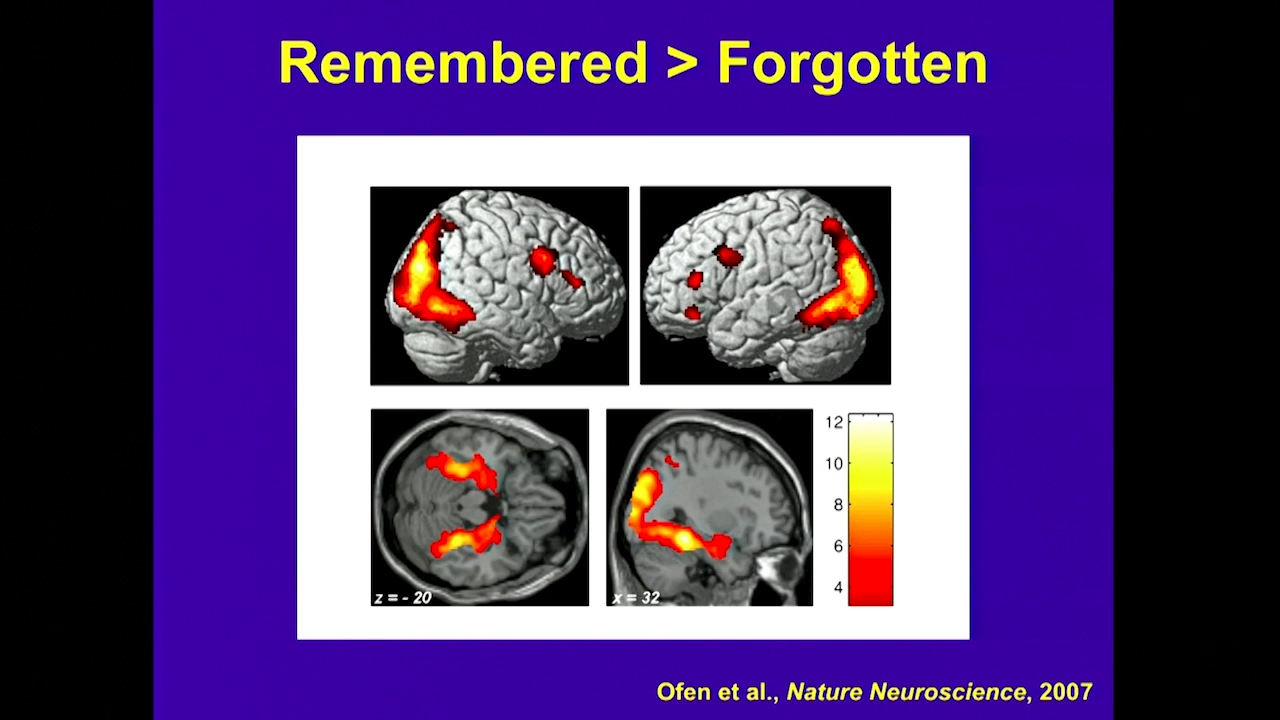 Remembered > Forgotten
z = - 20
x = 32
12
10
8
6
4
Ofen et al., Nature Neuroscience, 2007